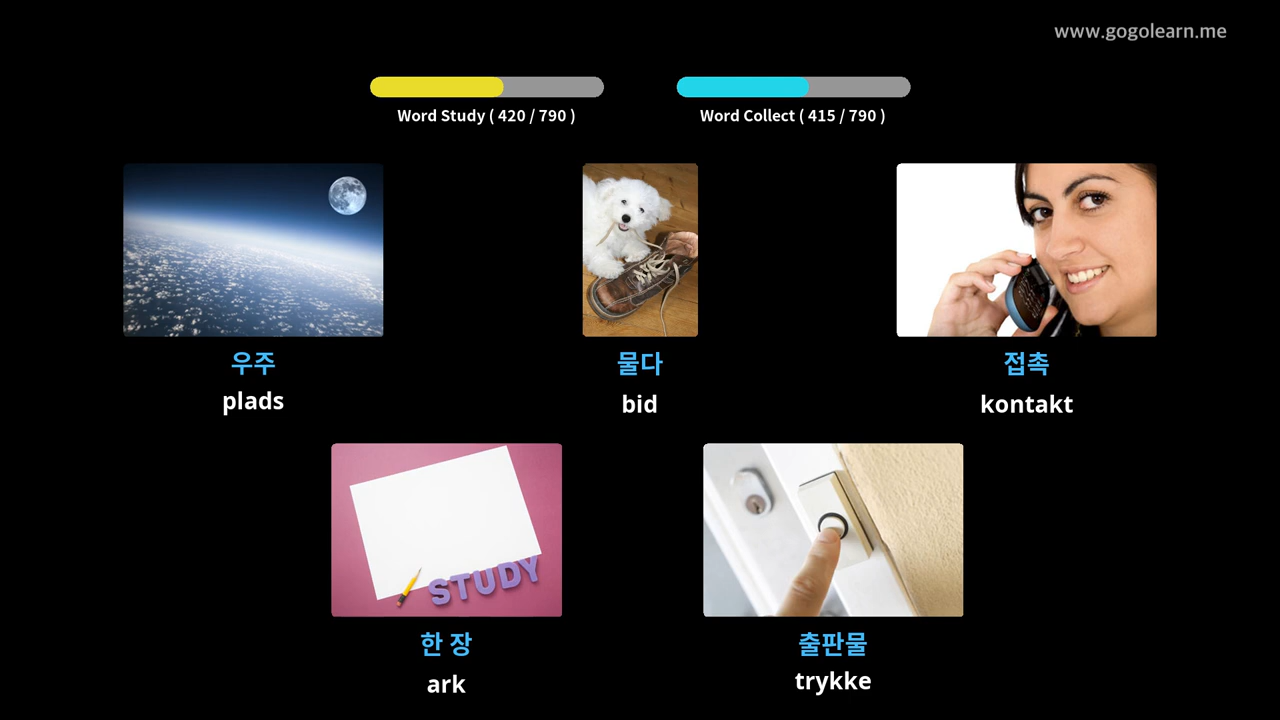 www.gogolearn.me
Word Study ( 420 / 790 )
Word Collect ( 415 / 790 )
우주
물다
접촉
plads
bid
kontakt
STUDY
한 장
출판물
ark
trykke